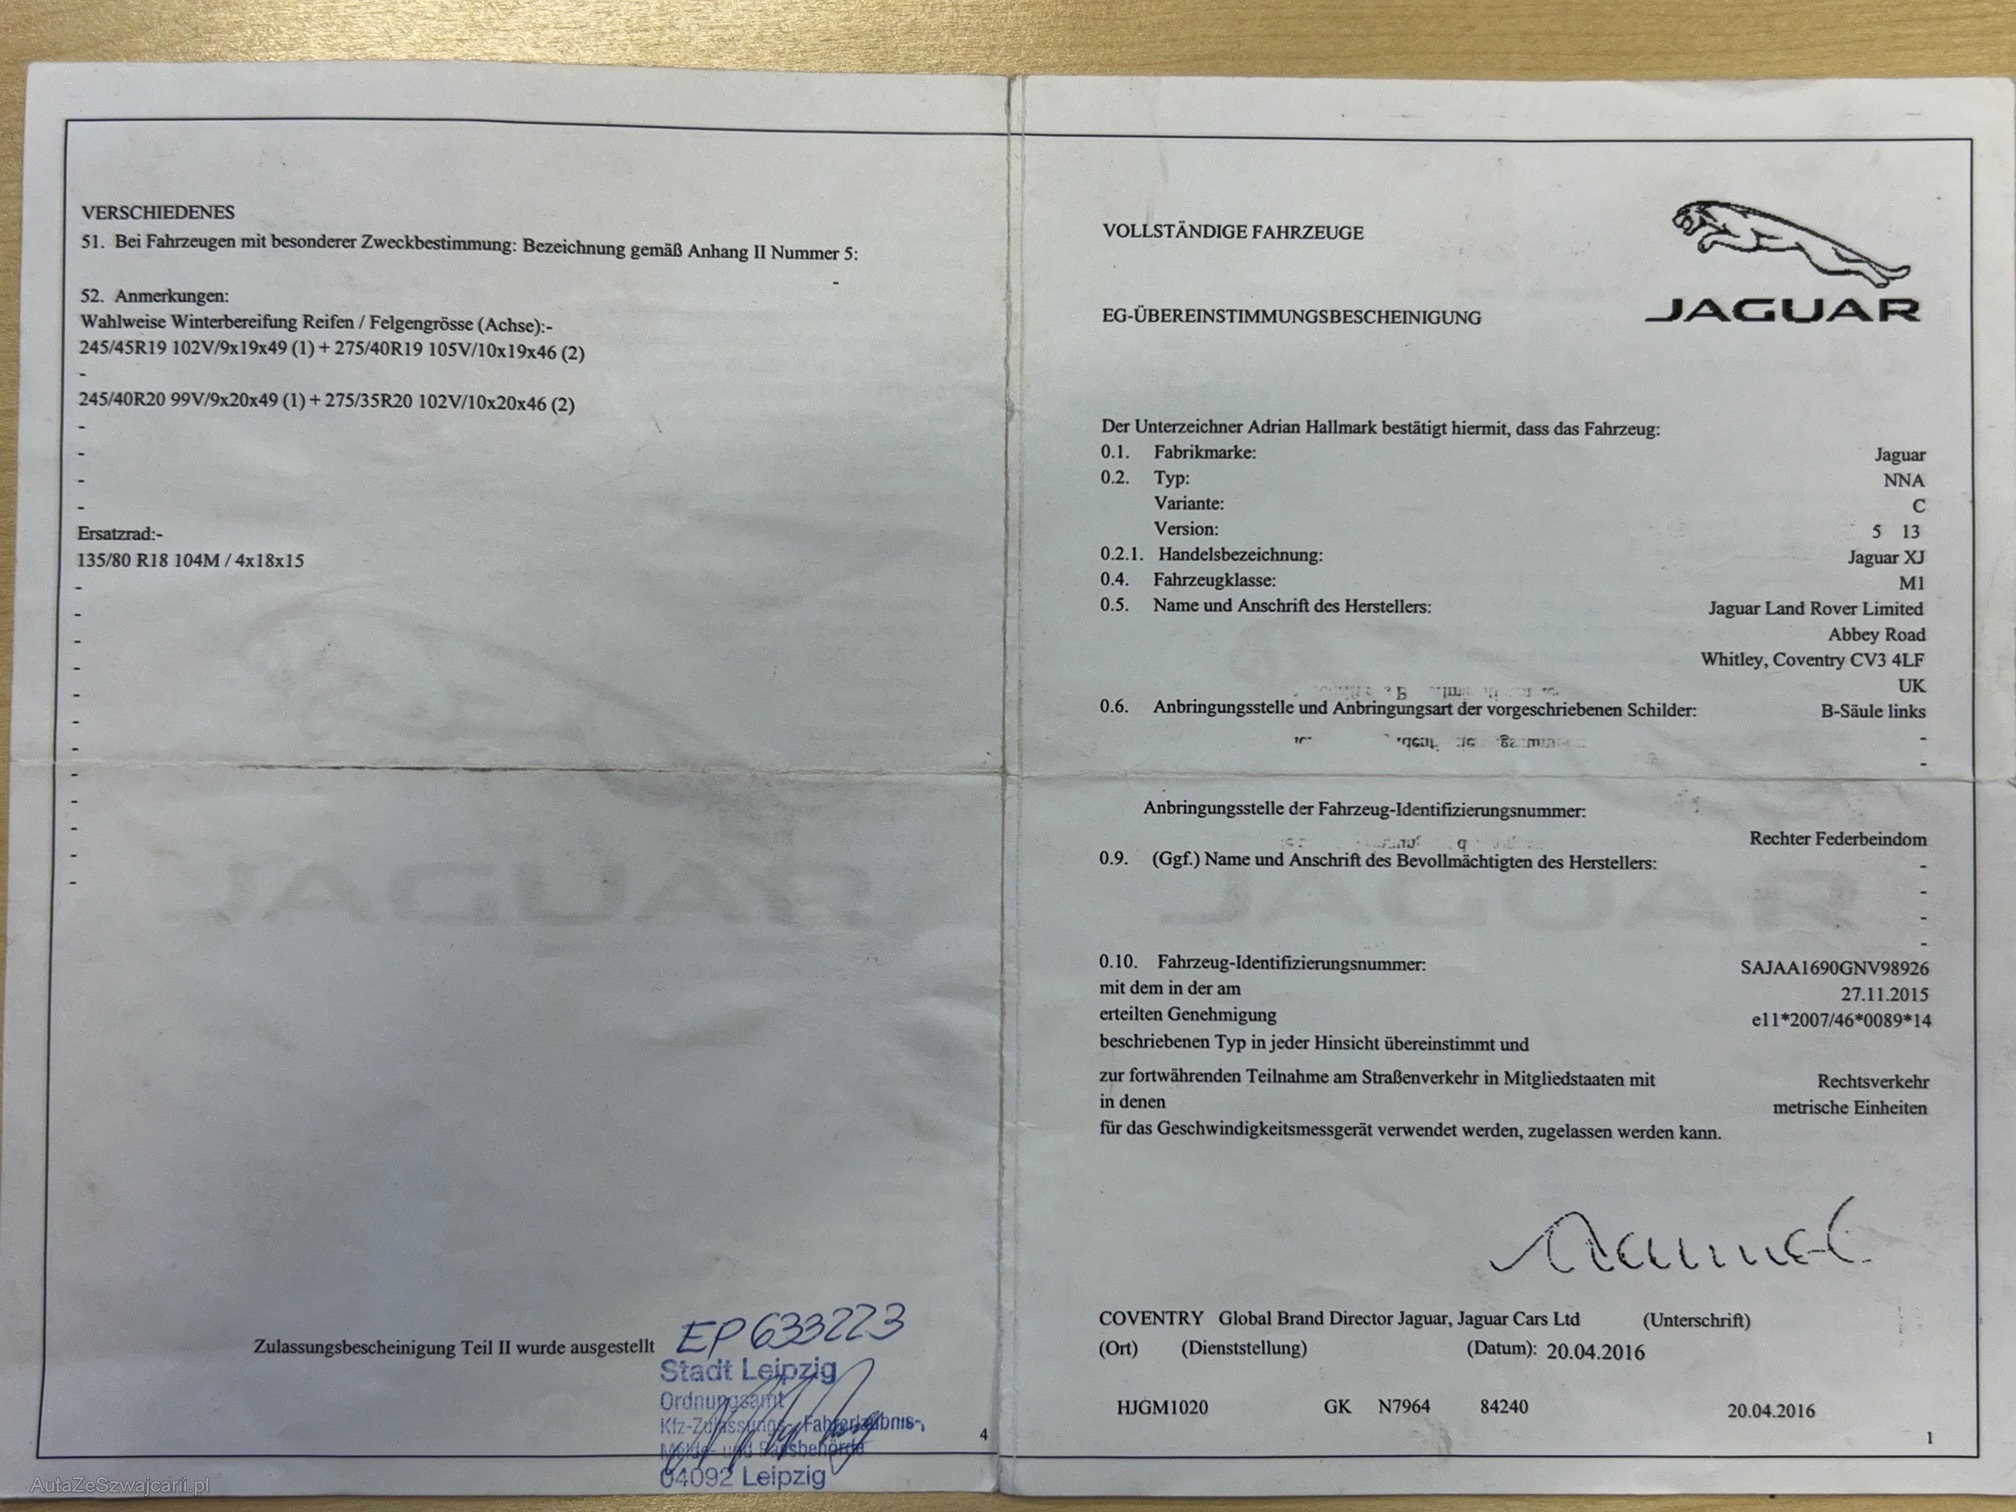 VERSCHIEDENES
51. Bei Fahrzeugen mit besonderer Zweckbestimmung: Bezeichnung gemäß Anhang II Nummer 5:
-
52. Anmerkungen:
Wahlweise Winterbereifung Reifen / Felgengrösse (Achse):-
245/45R19 102V/9x19x49 (1) + 275/40R19 105V/10x19x46 (2)
-
245/40R20 99V/9x20x49 (1) + 275/35R20 102V/10x20x46 (2)
-
-
-
-
Ersatzrad:-
135/80 R18 104M / 4x18x15
-
-
-
-
-
-
-
-
-
-
-
-
Zulassungsbescheinigung Teil II wurde ausgestellt EP633223
Stadt Leipzig
Ordnungsamt
Kfz-Zulassungs-, Fahrerlaubnis-,
Melde- und Passbehörde
04092 Leipzig
4
VOLLSTÄNDIGE FAHRZEUGE
JAGUAR
EG-ÜBEREINSTIMMUNGSBESCHEINIGUNG
Der Unterzeichner Adrian Hallmark bestätigt hiermit, dass das Fahrzeug:
0.1. Fabrikmarke: Jaguar
0.2. Typ: NNA
Variante: C
Version: 5 13
0.2.1. Handelsbezeichnung: Jaguar XJ
0.4. Fahrzeugklasse: M1
0.5. Name und Anschrift des Herstellers: Jaguar Land Rover Limited
Abbey Road
Whitley, Coventry CV3 4LF
UK
0.6. Anbringungsstelle und Anbringungsart der vorgeschriebenen Schilder: B-Säule links
-
-
Anbringungsstelle der Fahrzeug-Identifizierungsnummer:
Rechter Federbeindom
0.9. (Ggf.) Name und Anschrift des Bevollmächtigten des Herstellers: -
-
-
-
0.10. Fahrzeug-Identifizierungsnummer: SAJAA1690GNV98926
mit dem in der am 27.11.2015
erteilten Genehmigung e11*2007/46*0089*14
beschriebenen Typ in jeder Hinsicht übereinstimmt und
zur fortwährenden Teilnahme am Straßenverkehr in Mitgliedstaaten mit Rechtsverkehr
in denen metrische Einheiten
für das Geschwindigkeitsmessgerät verwendet werden, zugelassen werden kann.
COVENTRY Global Brand Director Jaguar, Jaguar Cars Ltd (Unterschrift)
(Ort) (Dienststellung) (Datum): 20.04.2016
HJGM1020 GK N7964 84240 20.04.2016
1
AutaZeSzwajcarii.pl